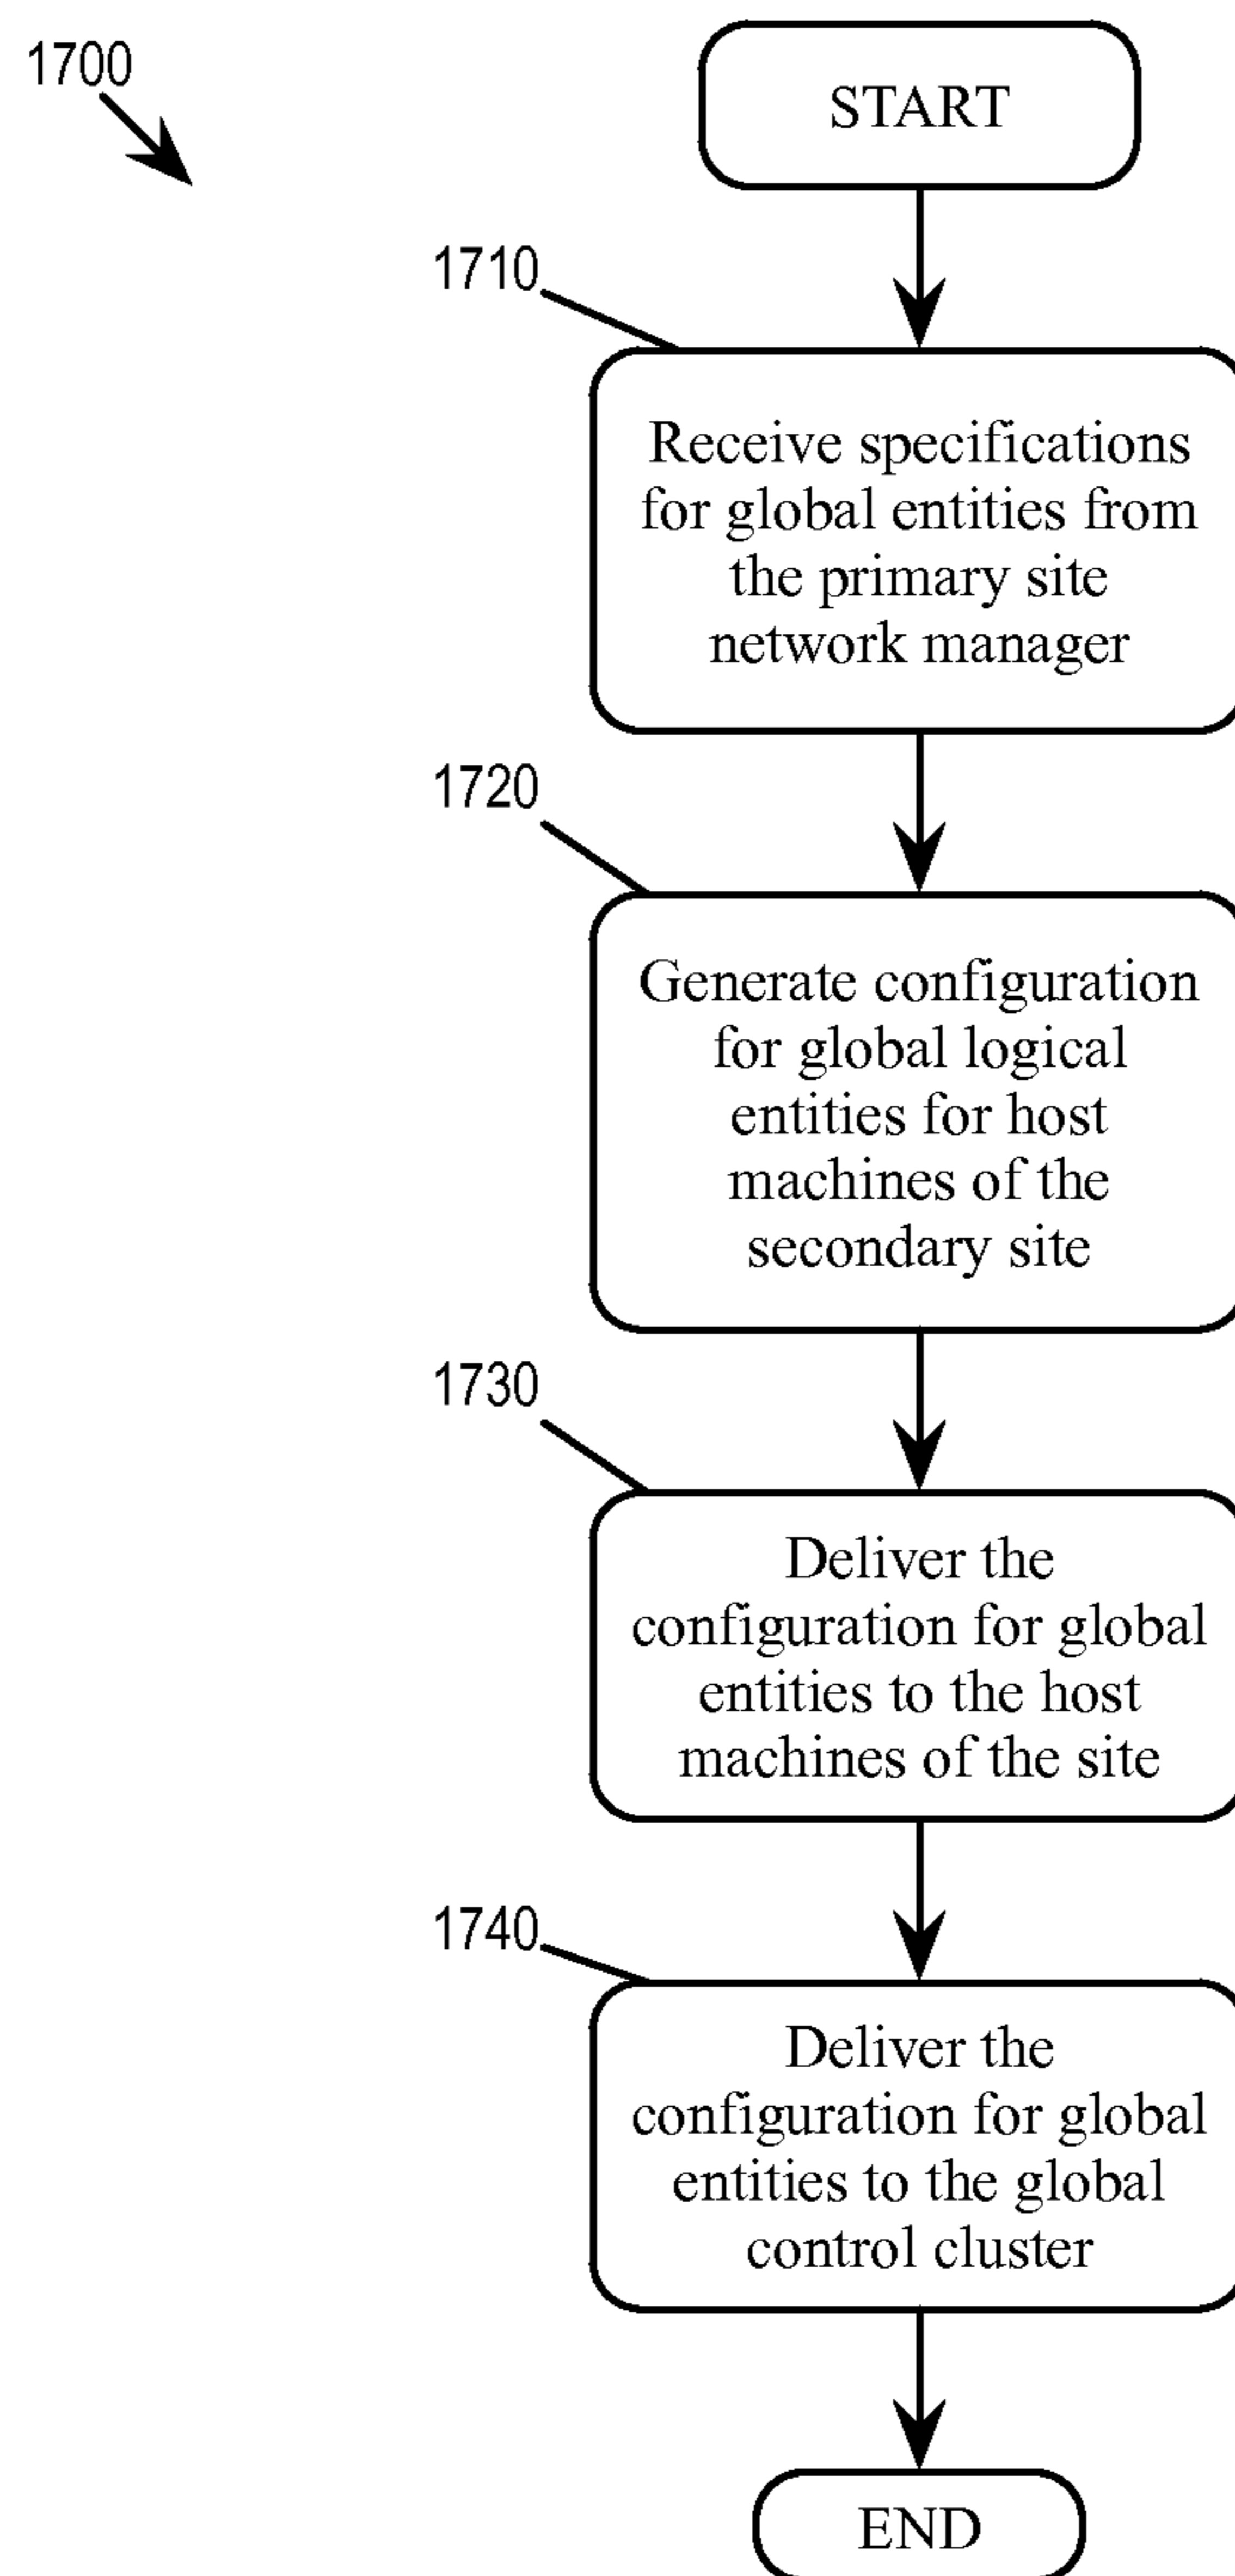 1700
START
1710
Receive specifications
for global entities from
the primary site
network manager
1720
Generate configuration
for global logical
entities for host
machines of the
secondary site
1730
Deliver the
configuration for global
entities to the host
machines of the site
1740
Deliver the
configuration for global
entities to the global
control cluster
END